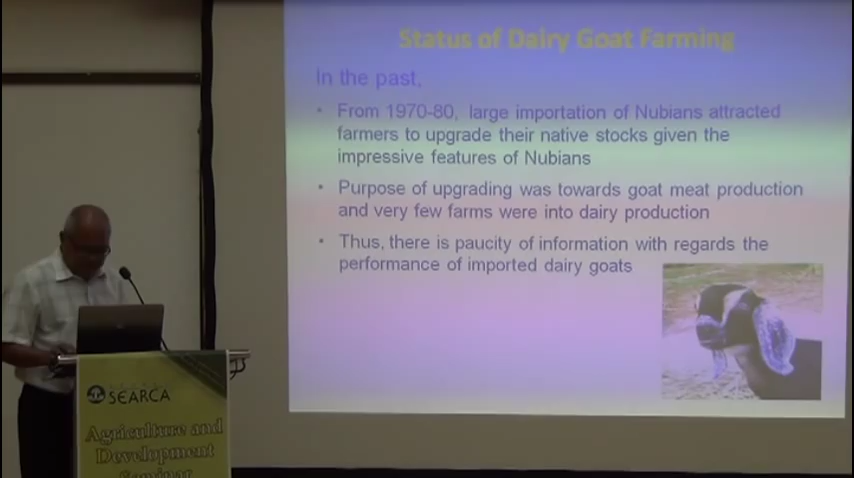 Status of Dairy Goat Farming
In the past,
• From 1970-80, large importation of Nubians attracted
farmers to upgrade their native stocks given the
impressive features of Nubians
• Purpose of upgrading was towards goat meat production
and very few farms were into dairy production
• Thus, there is paucity of information with regards the
performance of imported dairy goats
SEARCA
Agriculture and
Development
Seminar